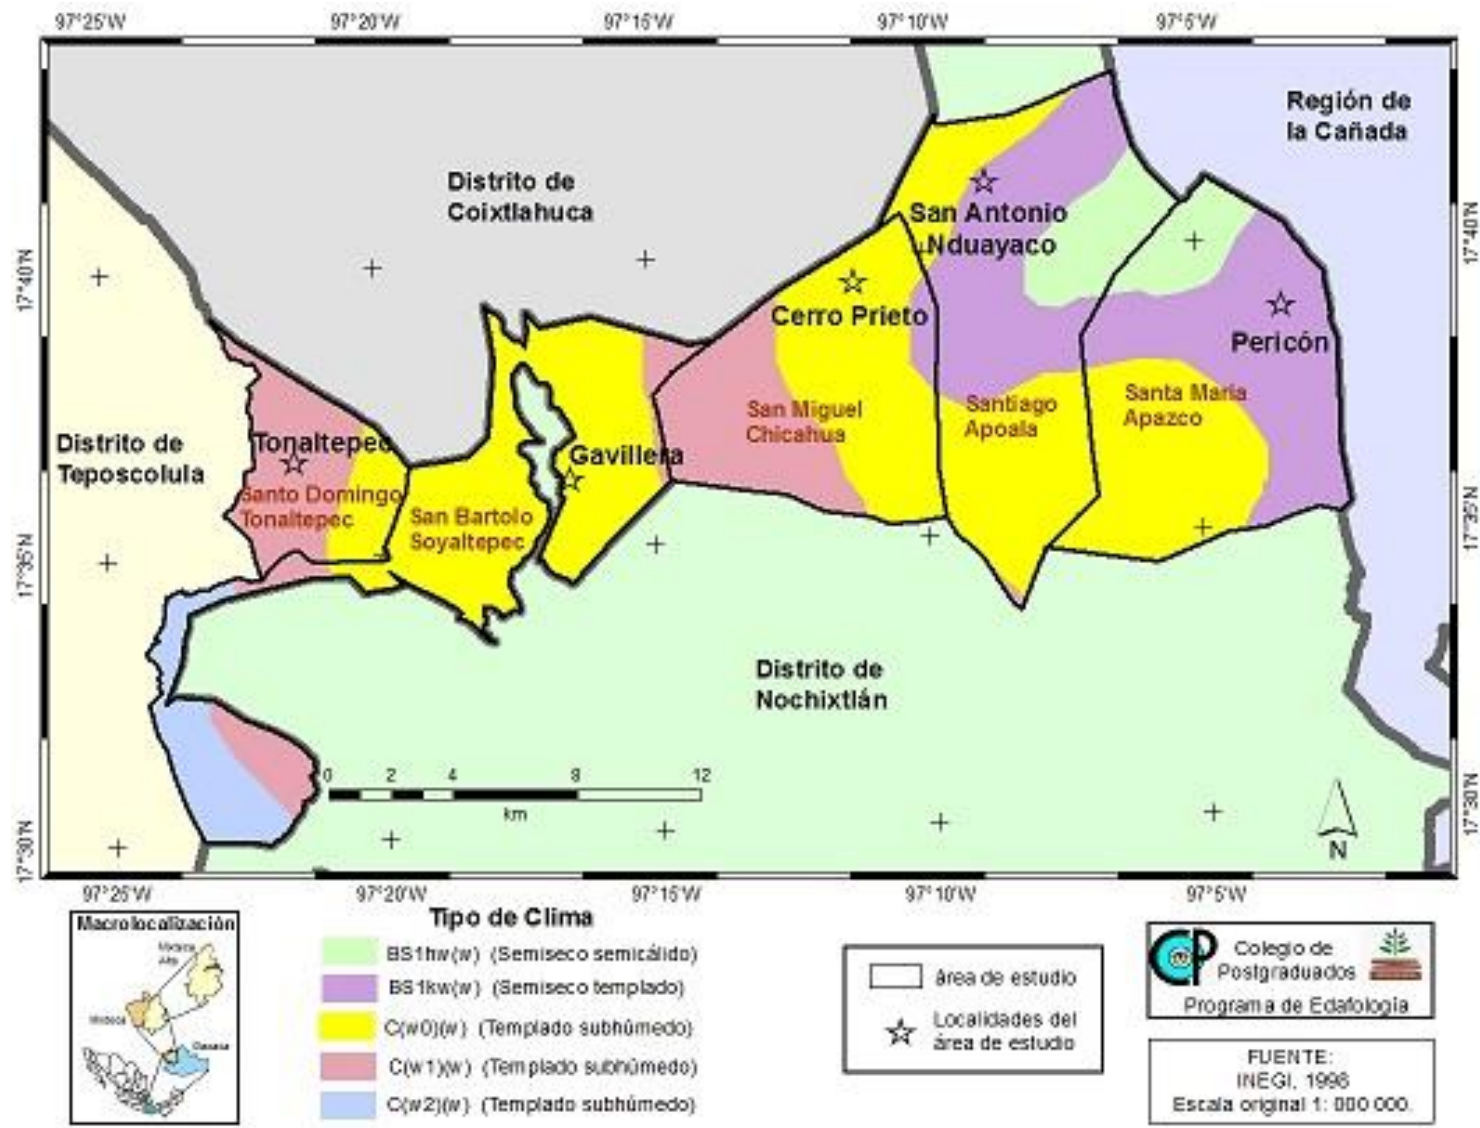 97°25'W 97°20'W 97°15'W 97°10'W 97°5'W
Región de
la Cañada
Distrito de
Coixtlahuca
San Antonio
Nduayaco
17°40'N
17°40'N
Cerro Prieto
Pericón
Santa Maria
Apazco
San Miguel
Chicahua
Santiago
Apoala
Distrito de
Teposcolula
Tonaltepec
Gavillera
Santo Domingo
Tonaltepec
San Bartolo
Soyaltepec
17°35'N
17°35'N
Distrito de
Nochixtlán
0 2 4 8 12
km
N
17°30'N
17°30'N
97°25'W 97°20'W 97°15'W 97°10'W 97°5'W
Macrolocalización
Alta
Oaxaca
Tipo de Clima
BS1hw(w) (Semiseco semicálido)
BS1kw(w) (Semiseco templado)
C(w0)(w) (Templado subhúmedo)
C(w1)(w) (Templado subhúmedo)
C(w2)(w) (Templado subhúmedo)
área de estudio
Localidades del
área de estudio
CP
Colegio de
Postgraduados
Programa de Edafología
FUENTE:
INEGI, 1998
Escala original 1: 000 000.